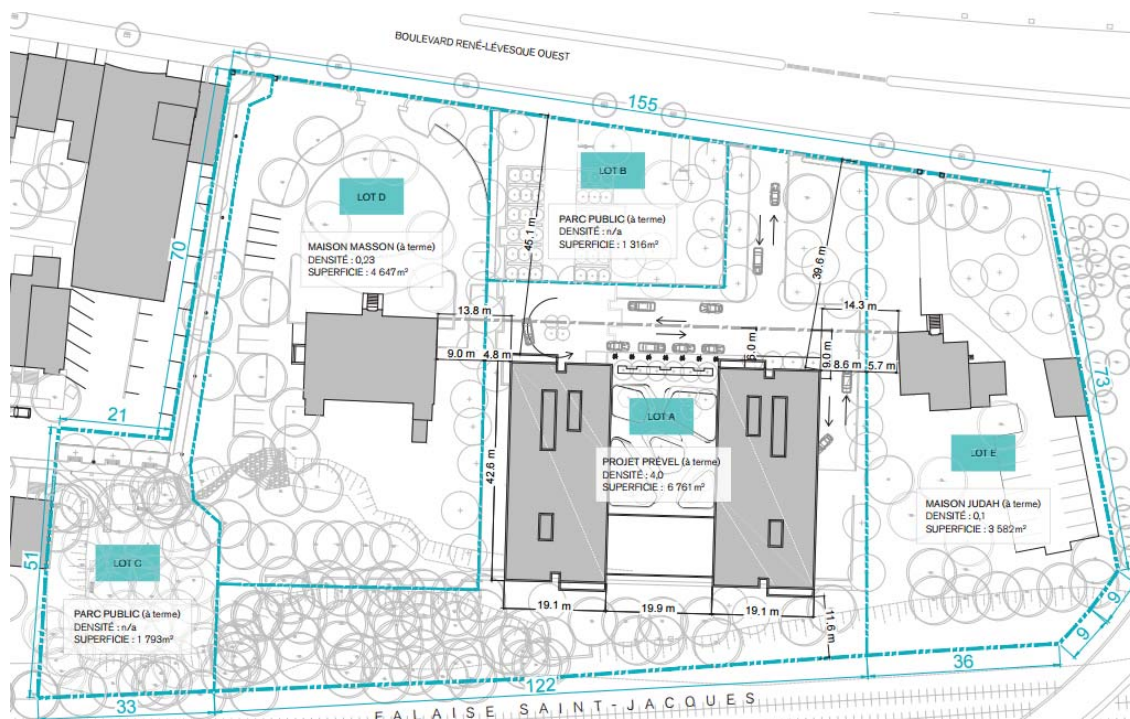 BOULEVARD RENÉ-LÉVESQUE OUEST
155
LOT B
LOT D
PARC PUBLIC (à terme)
DENSITÉ : n/a
SUPERFICIE : 1 316m²
45.1 m
39.6 m
MAISON MASSON (à terme)
DENSITÉ : 0,23
SUPERFICIE : 4 647m²
70
13.8 m
14.3 m
9.0 m
4.8 m
6.0 m
9.0 m
8.6 m
5.7 m
73
21
LOT A
PROJET PRÉVEL (à terme)
DENSITÉ : 4,0
SUPERFICIE : 6 761m²
42.6 m
LOT E
MAISON JUDAH (à terme)
DENSITÉ : 0,1
SUPERFICIE : 3 582m²
51
LOT C
PARC PUBLIC (à terme)
DENSITÉ : n/a
SUPERFICIE : 1 793m²
19.1 m
19.9 m
19.1 m
11.6 m
9
9
36
122
33
FALAISE SAINT-JACQUES